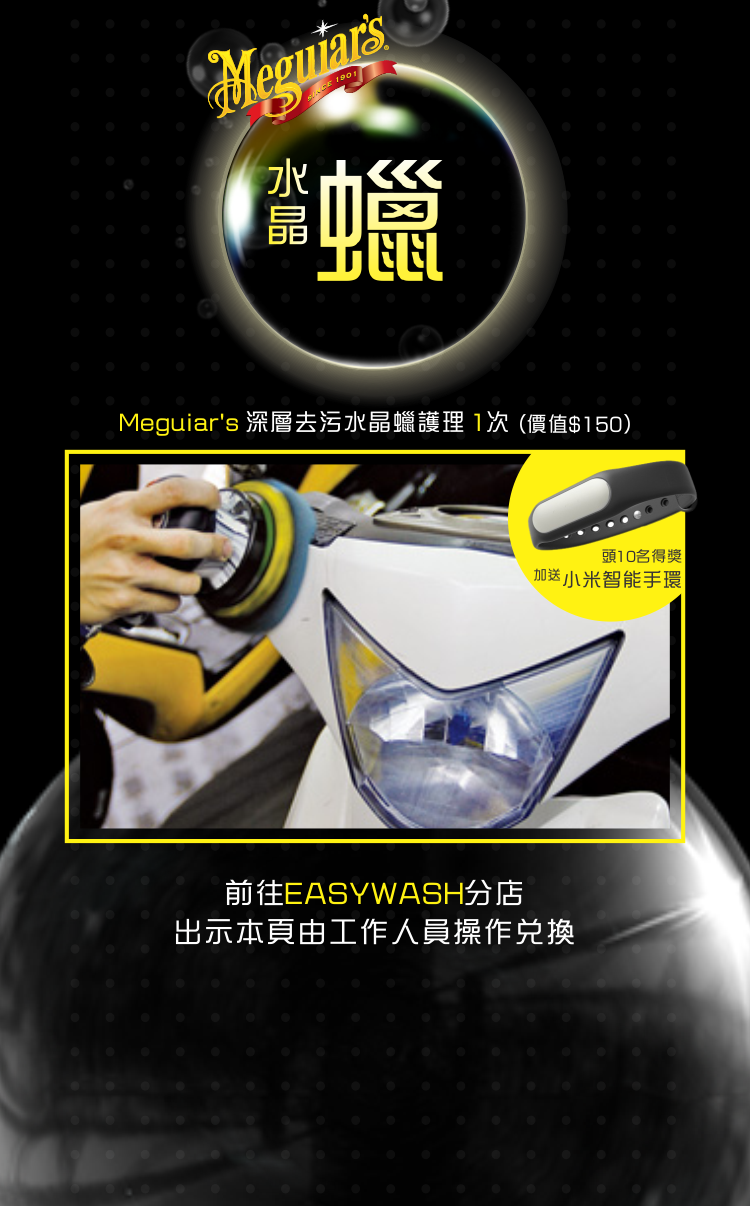 Meguiar's
SINCE 1901
水晶
蠟
Meguiar's 深層去污水晶蠟護理 1次 (價值$150)
頭10名得獎
加送小米智能手環
前往EASYWASH分店
出示本頁由工作人員操作兌換